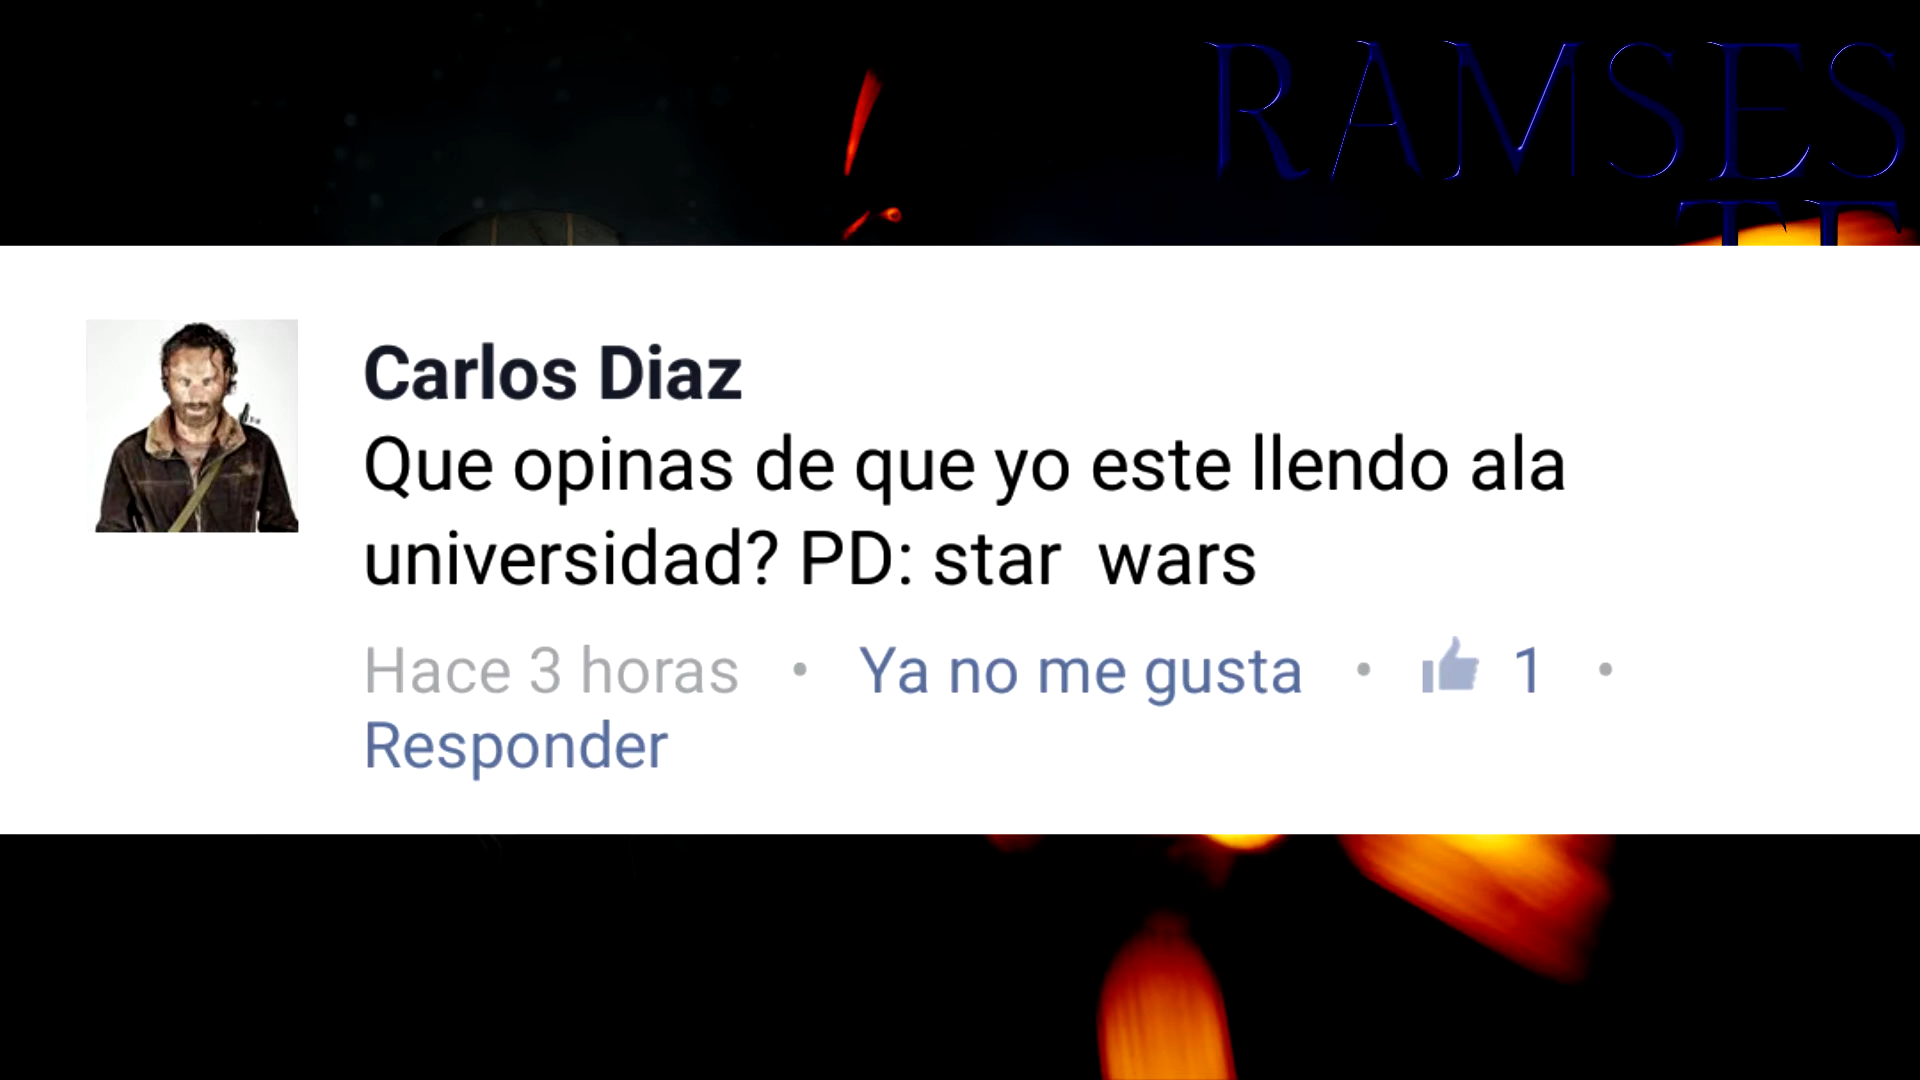 RAMSES
Carlos Diaz
Que opinas de que yo este llendo ala
universidad? PD: star  wars
Hace 3 horas • Ya no me gusta • 1 •
Responder